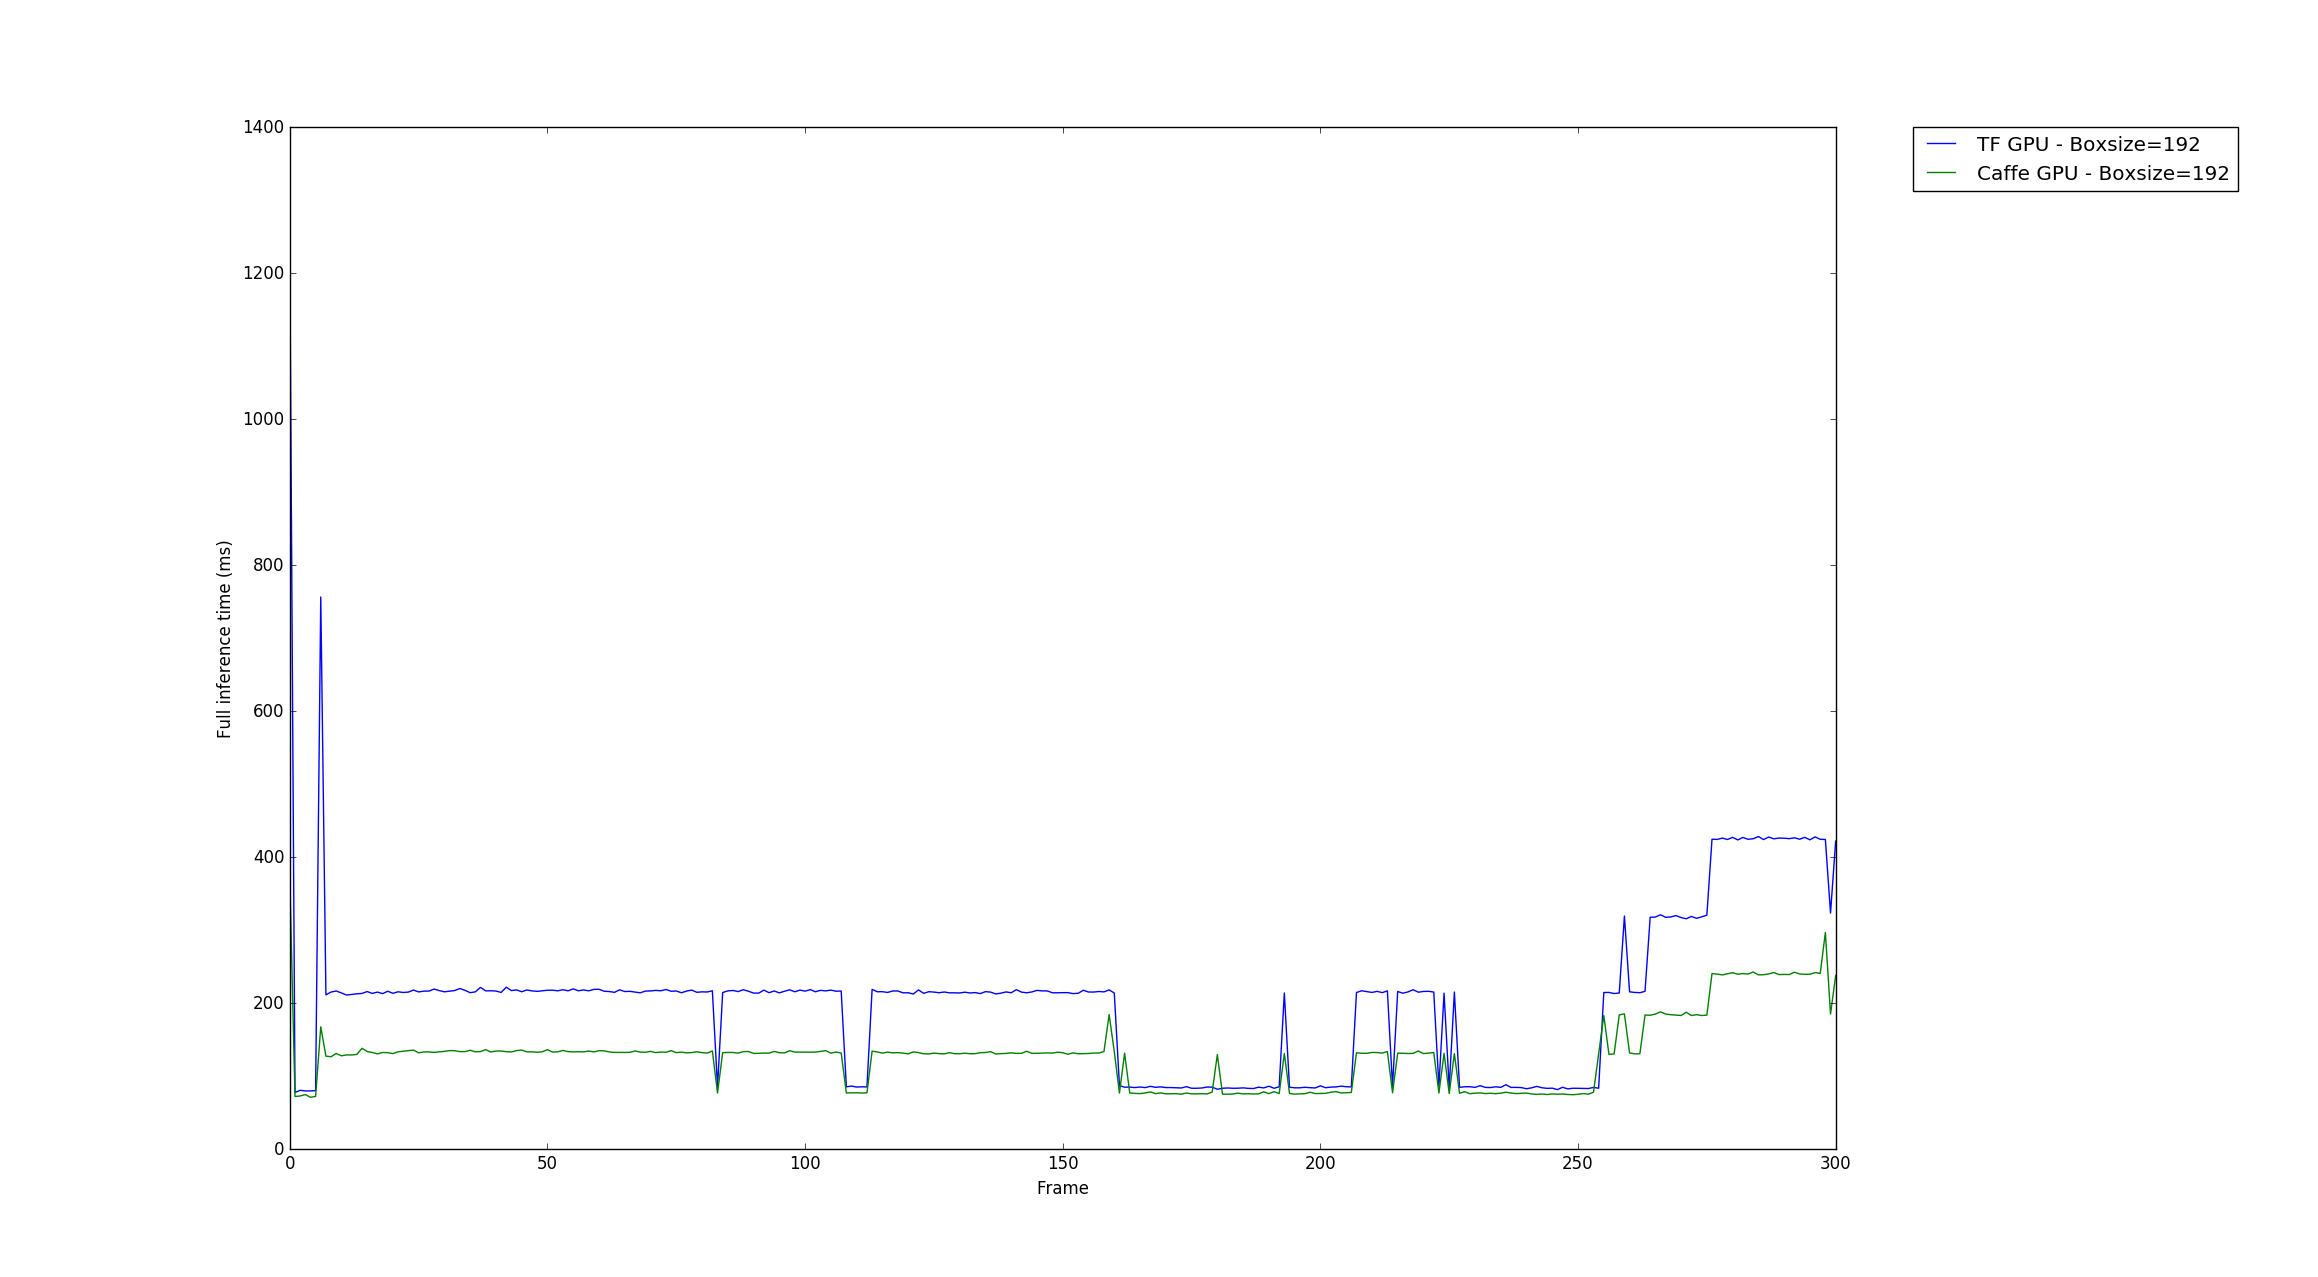 1400
1200
1000
800
600
400
200
0
Full inference time (ms)
0 50 100 150 200 250 300
Frame
TF GPU - Boxsize=192
Caffe GPU - Boxsize=192